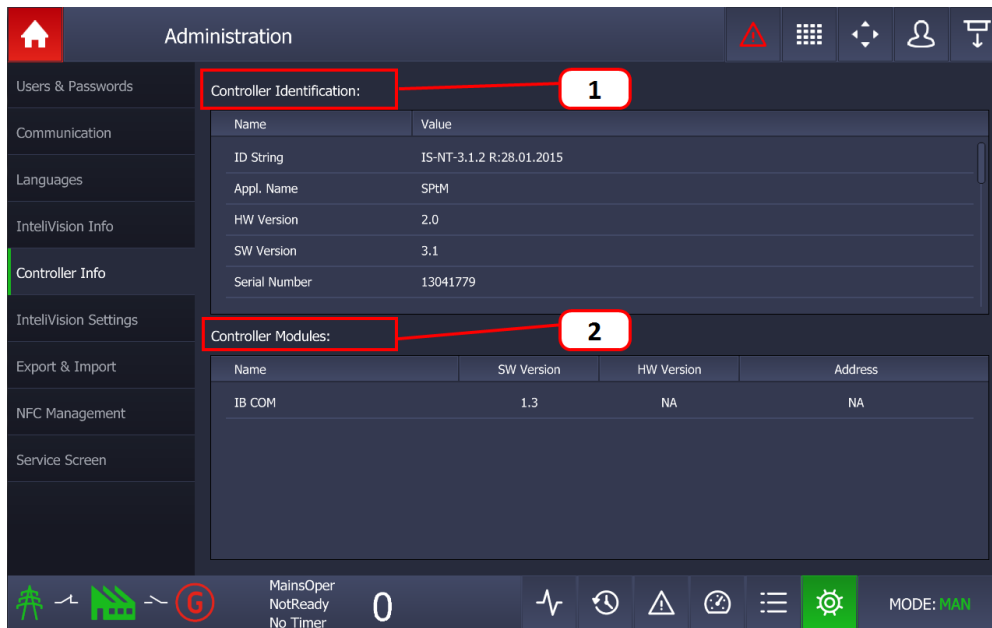 Administration
Users & Passwords
Communication
Languages
InteliVision Info
Controller Info
InteliVision Settings
Export & Import
NFC Management
Service Screen
Controller Identification:
1
Name Value
ID String IS-NT-3.1.2 R:28.01.2015
Appl. Name SPtM
HW Version 2.0
SW Version 3.1
Serial Number 13041779
Controller Modules:
2
Name SW Version HW Version Address
IB COM 1.3 NA NA
G
MainsOper
NotReady
No Timer
0
MODE: MAN